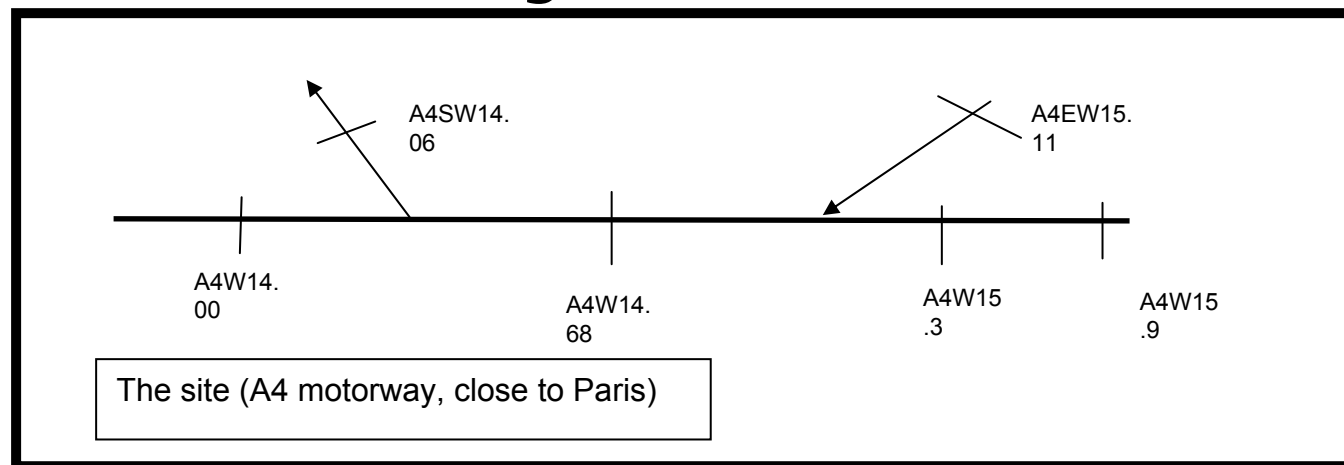 A4SW14.
06
A4EW15.
11
A4W14.
00
A4W14.
68
A4W15
.3
A4W15
.9
The site (A4 motorway, close to Paris)